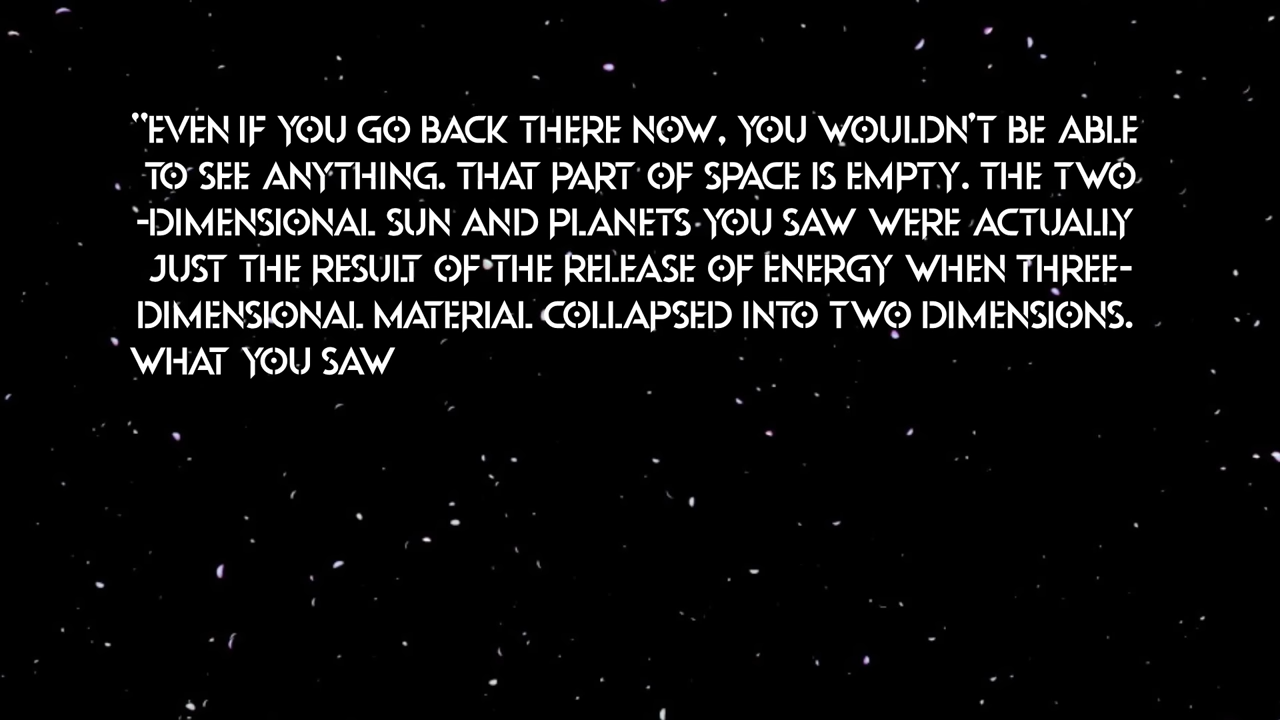 “EVEN IF YOU GO BACK THERE NOW, YOU WOULDN'T BE ABLE
TO SEE ANYTHING. THAT PART OF SPACE IS EMPTY. THE TWO
-DIMENSIONAL SUN AND PLANETS YOU SAW WERE ACTUALLY
JUST THE RESULT OF THE RELEASE OF ENERGY WHEN THREE-
DIMENSIONAL MATERIAL COLLAPSED INTO TWO DIMENSIONS.
WHAT YOU SAW